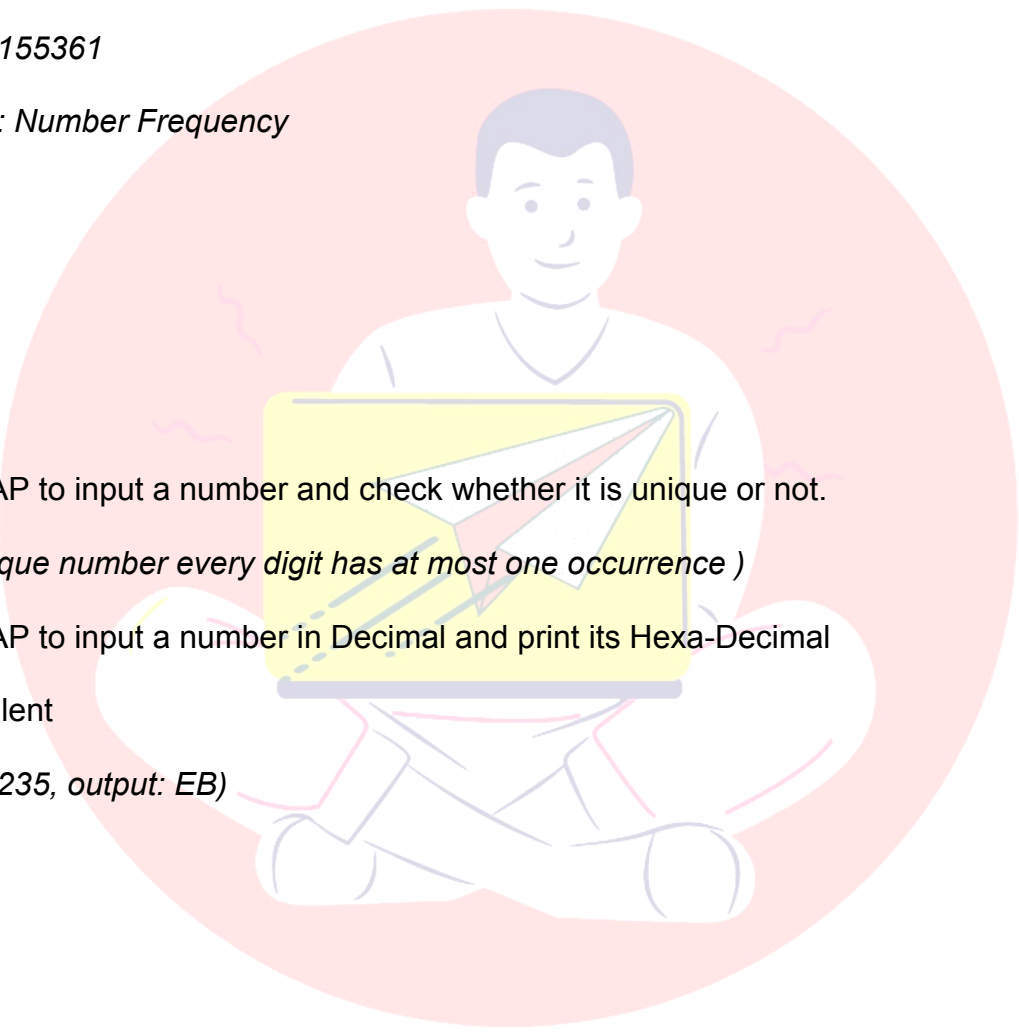 155361
: Number Frequency
AP to input a number and check whether it is unique or not.
que number every digit has at most one occurrence )
AP to input a number in Decimal and print its Hexa-Decimal
lent
235, output: EB)